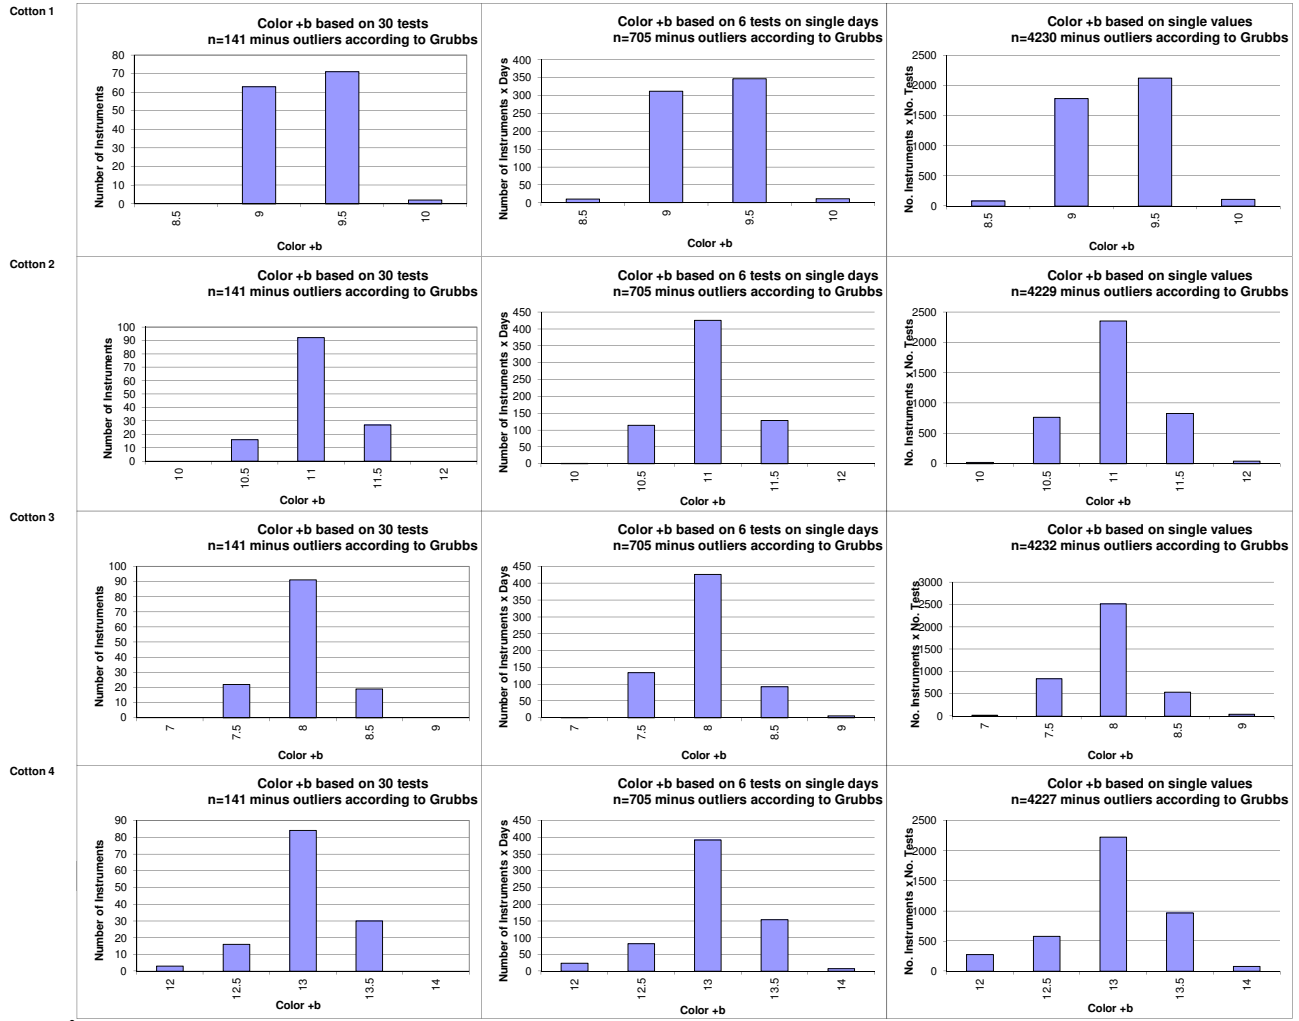 Cotton 1
Color +b based on 30 tests
n=141 minus outliers according to Grubbs
Number of Instruments
80
70
60
50
40
30
20
10
0
8.5 9 9.5 10
Color +b
Color +b based on 6 tests on single days
n=705 minus outliers according to Grubbs
Number of Instruments x Days
400
350
300
250
200
150
100
50
0
8.5 9 9.5 10
Color +b
Color +b based on single values
n=4230 minus outliers according to Grubbs
No. Instruments x No. Tests
2500
2000
1500
1000
500
0
8.5 9 9.5 10
Color +b
Cotton 2
Color +b based on 30 tests
n=141 minus outliers according to Grubbs
Number of Instruments
100
90
80
70
60
50
40
30
20
10
0
10 10.5 11 11.5 12
Color +b
Color +b based on 6 tests on single days
n=705 minus outliers according to Grubbs
Number of Instruments x Days
450
400
350
300
250
200
150
100
50
0
10 10.5 11 11.5 12
Color +b
Color +b based on single values
n=4229 minus outliers according to Grubbs
No. Instruments x No. Tests
2500
2000
1500
1000
500
0
10 10.5 11 11.5 12
Color +b
Cotton 3
Color +b based on 30 tests
n=141 minus outliers according to Grubbs
Number of Instruments
100
90
80
70
60
50
40
30
20
10
0
7 7.5 8 8.5 9
Color +b
Color +b based on 6 tests on single days
n=705 minus outliers according to Grubbs
Number of Instruments x Days
450
400
350
300
250
200
150
100
50
0
7 7.5 8 8.5 9
Color +b
Color +b based on single values
n=4232 minus outliers according to Grubbs
No. Instruments x No. Tests
3000
2500
2000
1500
1000
500
0
7 7.5 8 8.5 9
Color +b
Cotton 4
Color +b based on 30 tests
n=141 minus outliers according to Grubbs
Number of Instruments
90
80
70
60
50
40
30
20
10
0
12 12.5 13 13.5 14
Color +b
Color +b based on 6 tests on single days
n=705 minus outliers according to Grubbs
Number of Instruments x Days
450
400
350
300
250
200
150
100
50
0
12 12.5 13 13.5 14
Color +b
Color +b based on single values
n=4227 minus outliers according to Grubbs
No. Instruments x No. Tests
2500
2000
1500
1000
500
0
12 12.5 13 13.5 14
Color +b